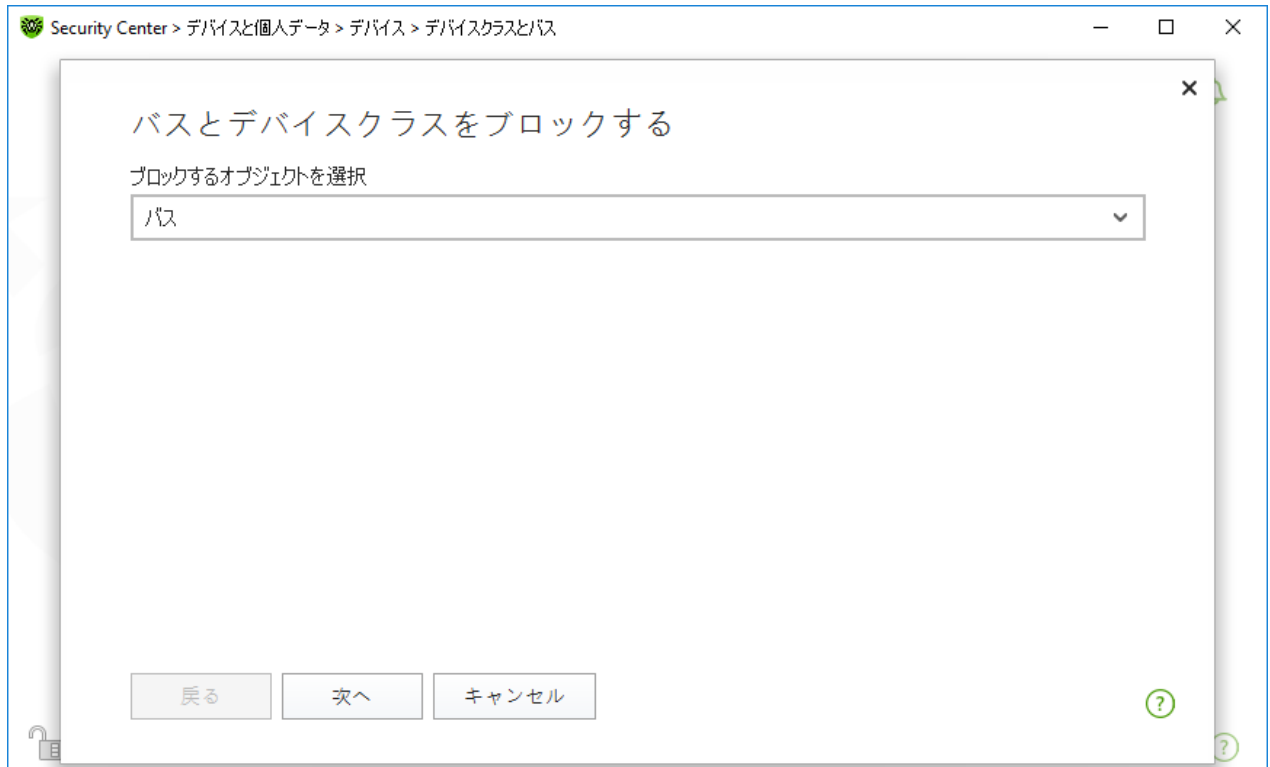 Security Center > デバイスと個人データ > デバイス > デバイスクラスとバス
バスとデバイスクラスをブロックする
ブロックするオブジェクトを選択
バス
戻る 次へ キャンセル
?
?